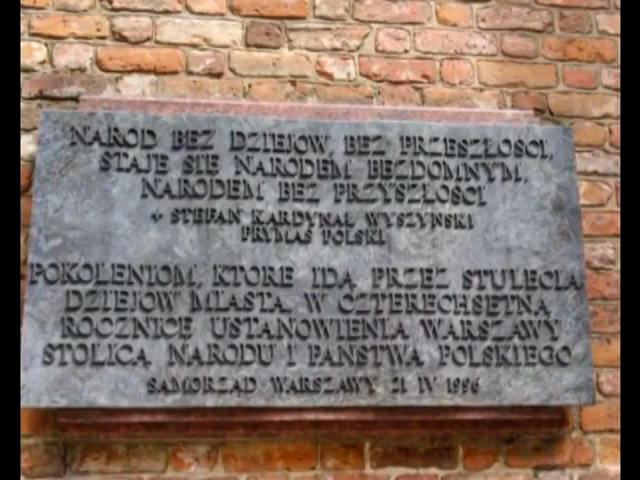 NARÓD BEZ DZIEJÓW, BEZ PRZESZŁOŚCI,
STAJE SIĘ NARODEM BEZDOMNYM,
NARODEM BEZ PRZYSZŁOŚCI
+ STEFAN KARDYNAŁ WYSZYŃSKI
PRYMAS POLSKI
POKOLENIOM, KTÓRE IDĄ PRZEZ STULECIA
DZIEJÓW MIASTA, W CZTERECHSETNĄ
ROCZNICĘ USTANOWIENIA WARSZAWY
STOLICĄ NARODU I PAŃSTWA POLSKIEGO
SAMORZĄD WARSZAWY 21 IV 1996